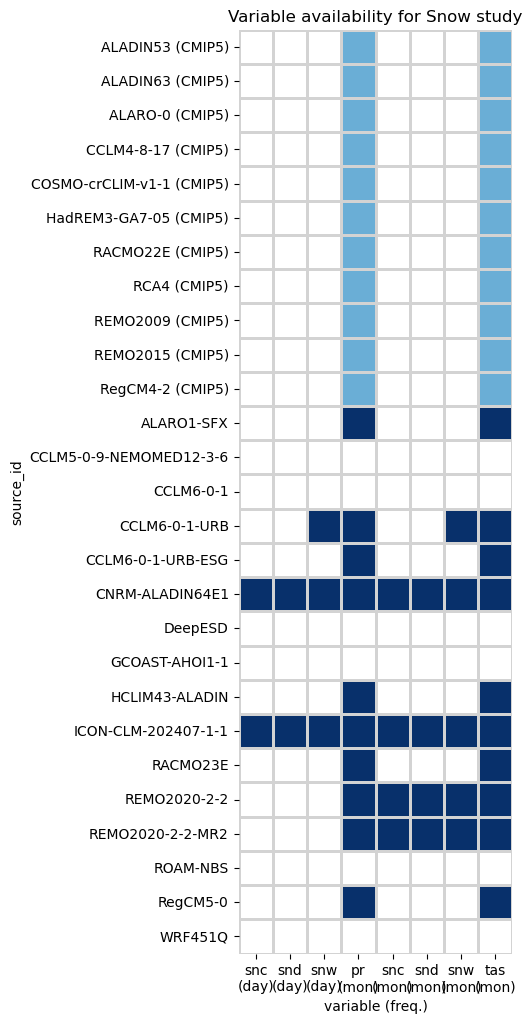 Variable availability for Snow study
ALADIN53 (CMIP5)
ALADIN63 (CMIP5)
ALARO-0 (CMIP5)
CCLM4-8-17 (CMIP5)
COSMO-crCLIM-v1-1 (CMIP5)
HadREM3-GA7-05 (CMIP5)
RACMO22E (CMIP5)
RCA4 (CMIP5)
REMO2009 (CMIP5)
REMO2015 (CMIP5)
RegCM4-2 (CMIP5)
ALARO1-SFX
CCLM5-0-9-NEMOMED12-3-6
CCLM6-0-1
CCLM6-0-1-URB
CCLM6-0-1-URB-ESG
CNRM-ALADIN64E1
DeepESD
GCOAST-AHOI1-1
HCLIM43-ALADIN
ICON-CLM-202407-1-1
RACMO23E
REMO2020-2-2
REMO2020-2-2-MR2
ROAM-NBS
RegCM5-0
WRF451Q
source_id
snc snd snw pr snc snd snw tas
(day) (day) (day) (mon) (mon) (mon) (mon) (mon)
variable (freq.)